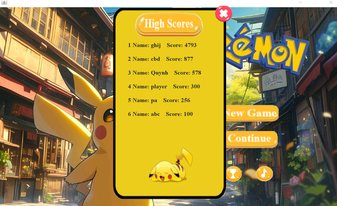 High Scores
1 Name: ghij Score: 4793
2 Name: cbd Score: 877
3 Name: Quynh Score: 578
4 Name: player Score: 300
5 Name: pa Score: 256
6 Name: abc Score: 100
POKéMON
New Game
Continue